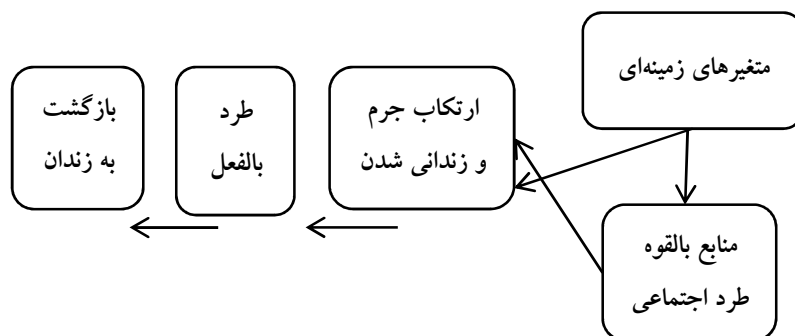 متغیرهای زمینه‌ای
منابع بالقوه
طرد اجتماعی
ارتکاب جرم
و زندانی شدن
طرد
بالفعل
بازگشت
به زندان